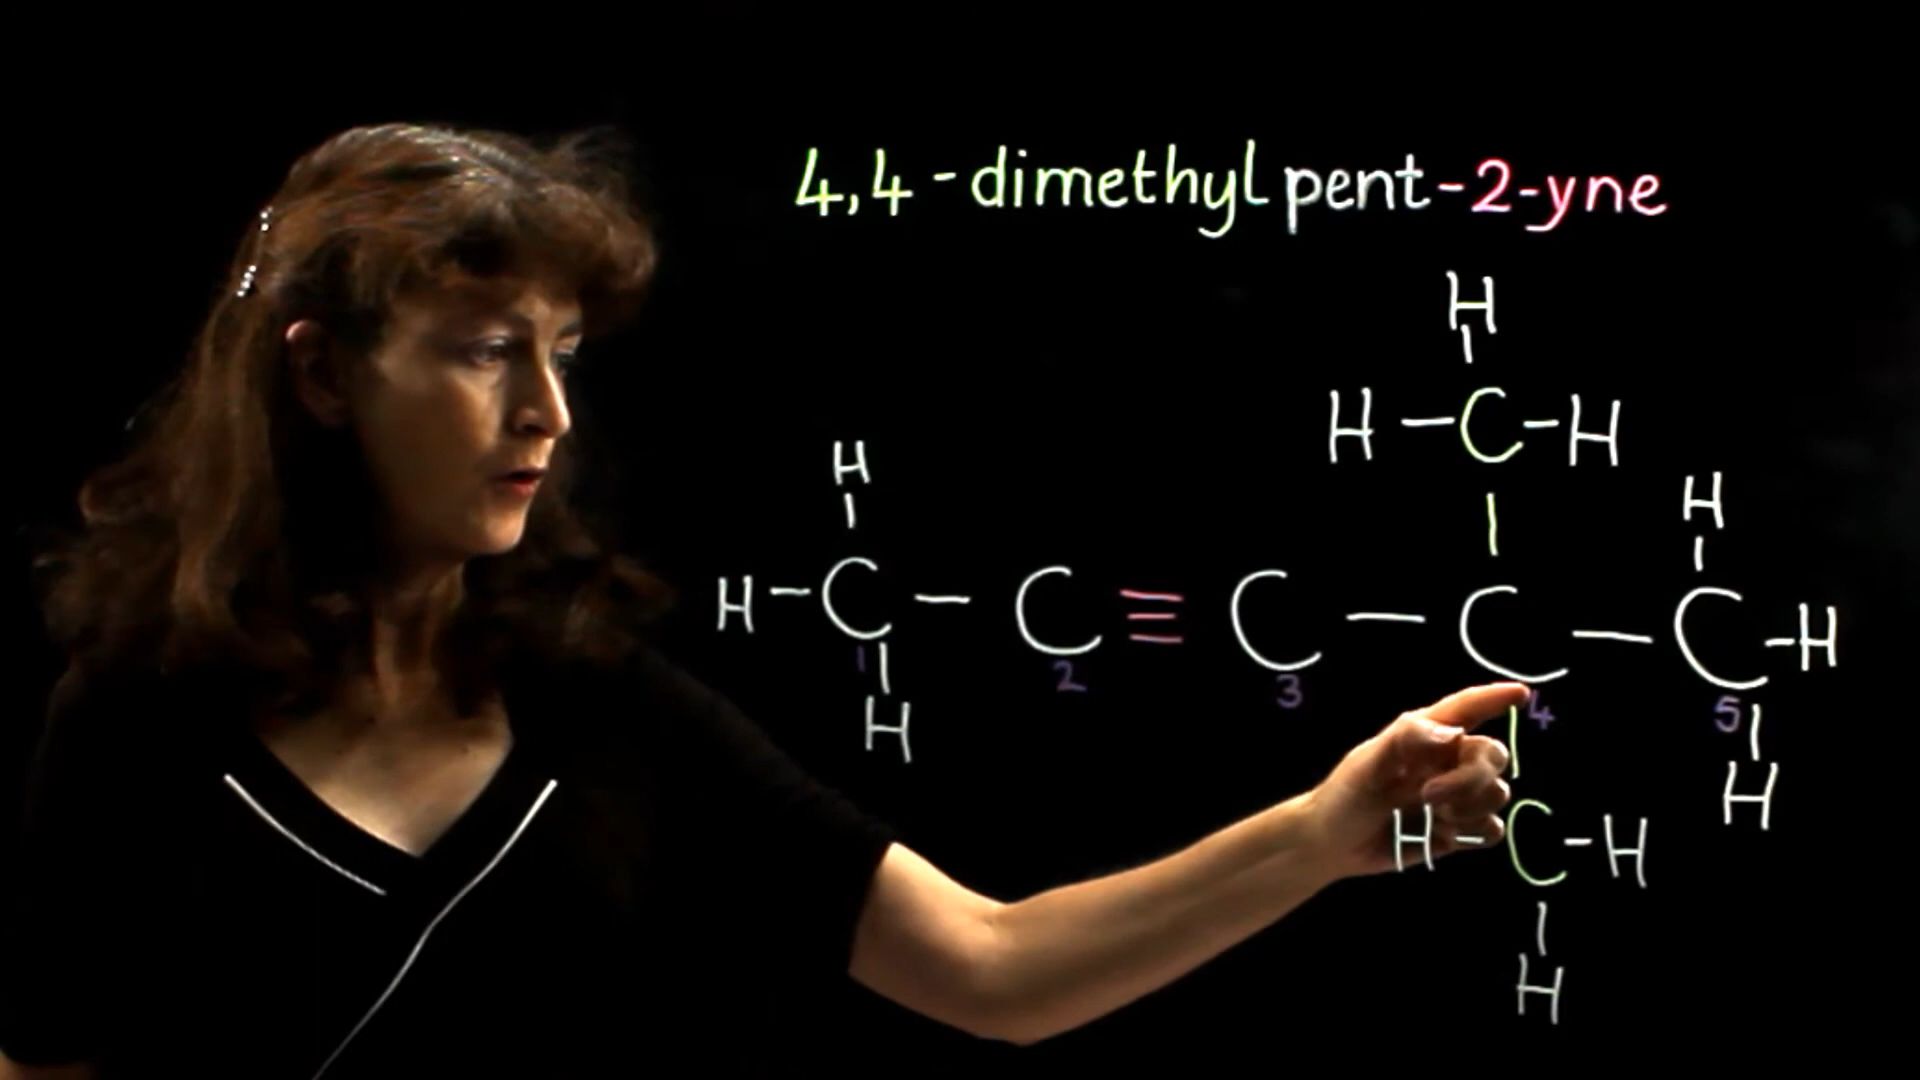 4,4-dimethylpent-2-yne
H
H-C-H
H H
H-C-C≡C-C-C-H
1 2 3 4 5
H H
H-C-H
H